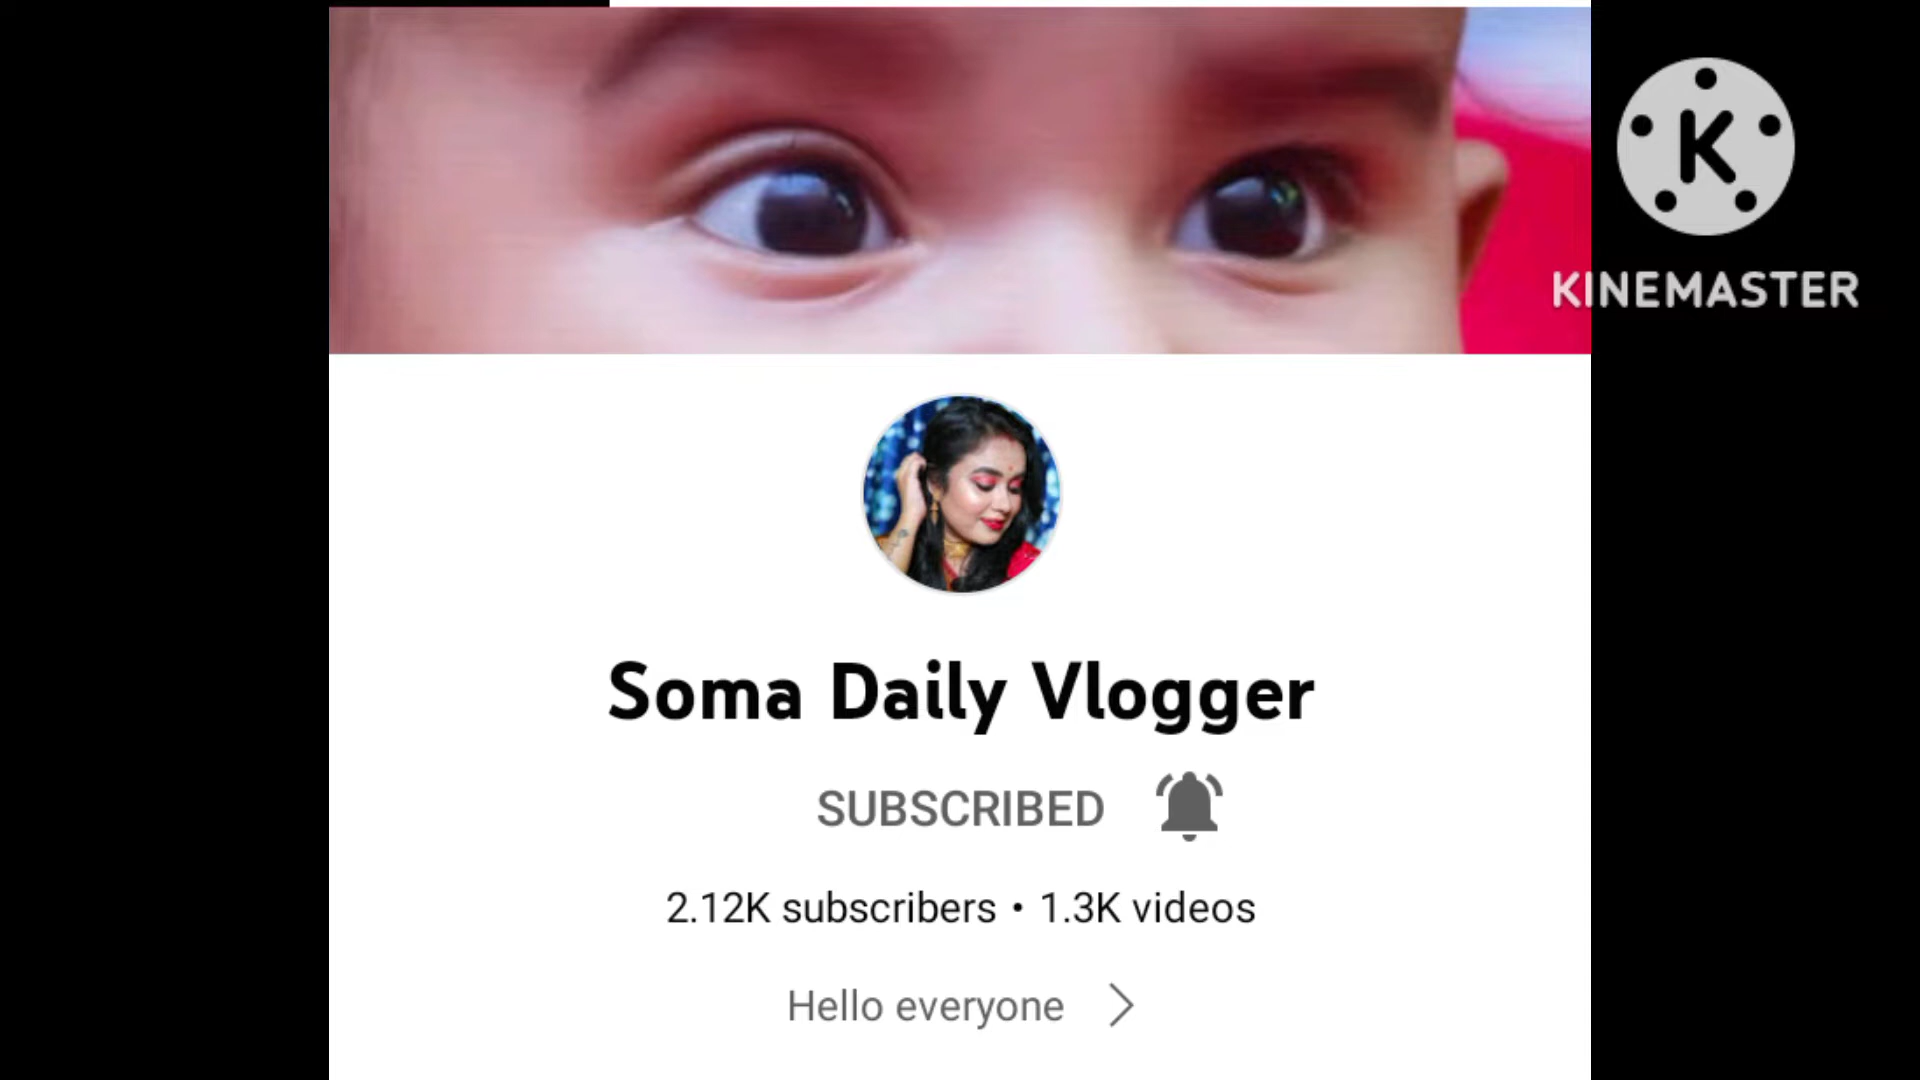 K
KINEMASTER
Soma Daily Vlogger
SUBSCRIBED
2.12K subscribers • 1.3K videos
Hello everyone